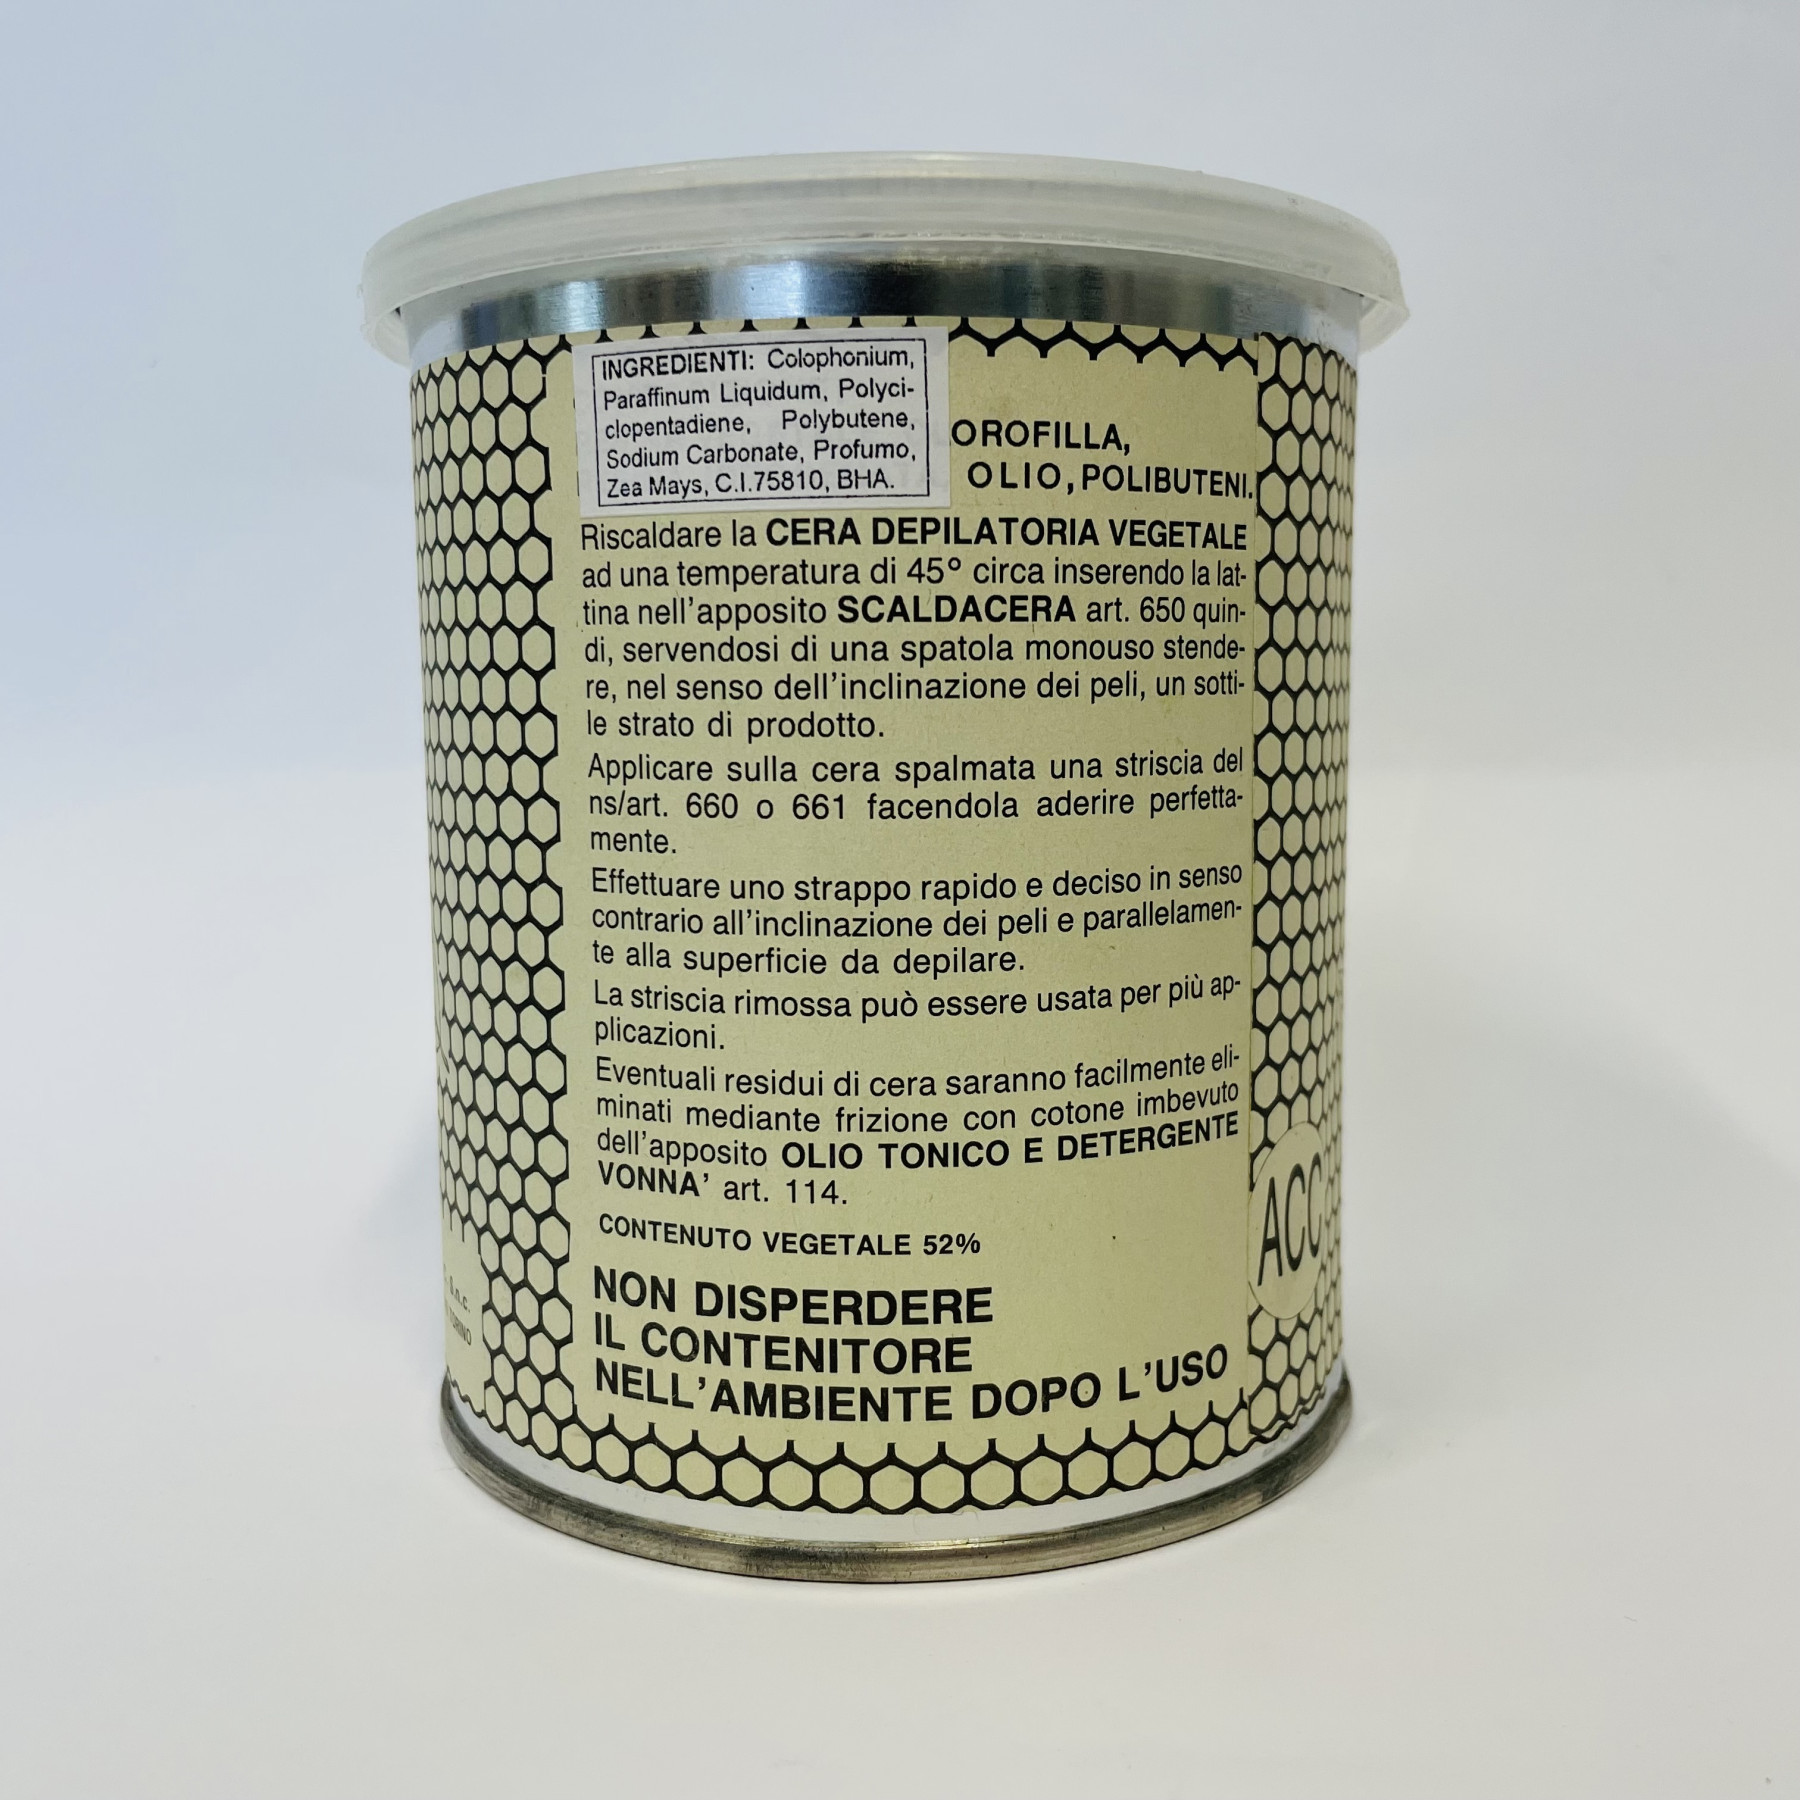 INGREDIENTI: Colophonium,
Paraffinum Liquidum, Polyci-
clopentadiene, Polybutene,
Sodium Carbonate, Profumo,
Zea Mays, C.I.75810, BHA.
OROFILLA,
OLIO, POLIBUTENI.
Riscaldare la CERA DEPILATORIA VEGETALE
ad una temperatura di 45° circa inserendo la lat-
tina nell'apposito SCALDACERA art. 650 quin-
di, servendosi di una spatola monouso stende-
re, nel senso dell'inclinazione dei peli, un sotti-
le strato di prodotto.
Applicare sulla cera spalmata una striscia del
ns/art. 660 o 661 facendola aderire perfetta-
mente.
Effettuare uno strappo rapido e deciso in senso
contrario all'inclinazione dei peli e parallelamen-
te alla superficie da depilare.
La striscia rimossa può essere usata per più ap-
plicazioni.
Eventuali residui di cera saranno facilmente eli-
minati mediante frizione con cotone imbevuto
dell'apposito OLIO TONICO E DETERGENTE
VONNA' art. 114.
CONTENUTO VEGETALE 52%
NON DISPERDERE
IL CONTENITORE
NELL'AMBIENTE DOPO L'USO
ACC
s.n.c.